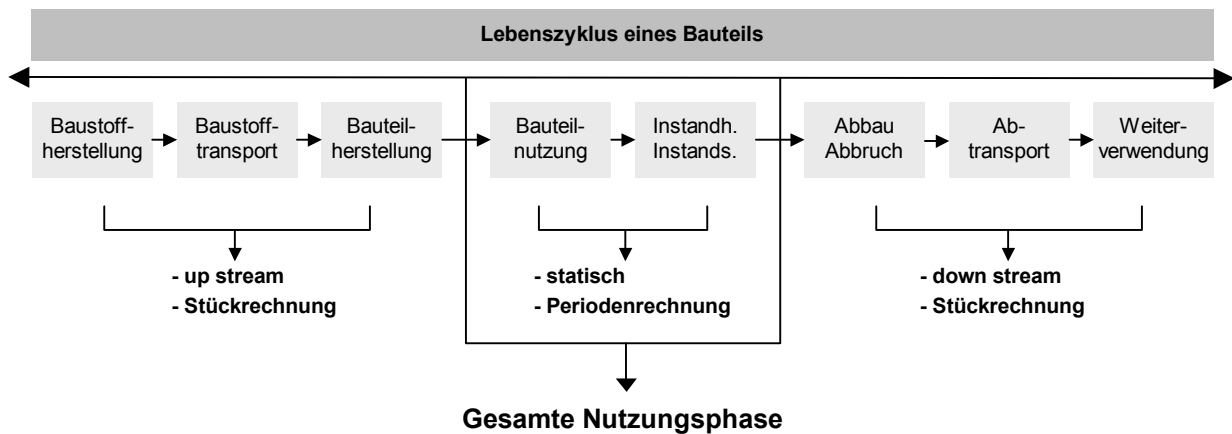 Lebenszyklus eines Bauteils
Baustoff-
herstellung
Baustoff-
transport
Bauteil-
herstellung
Bauteil-
nutzung
Instandh.
Instands.
Abbau
Abbruch
Ab-
transport
Weiter-
verwendung
- up stream
- Stückrechnung
- statisch
- Periodenrechnung
- down stream
- Stückrechnung
Gesamte Nutzungsphase